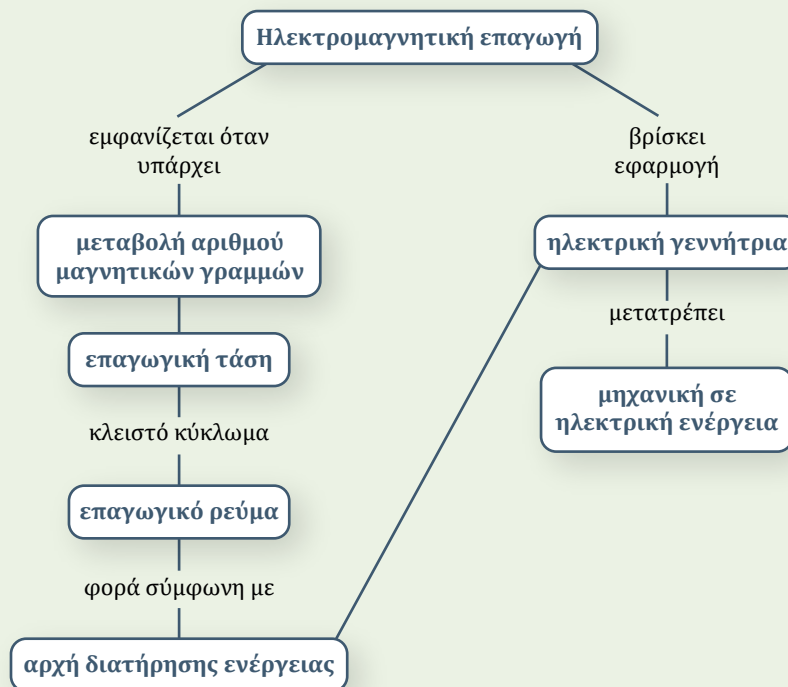 Ηλεκτρομαγνητική επαγωγή
εμφανίζεται όταν
υπάρχει
μεταβολή αριθμού
μαγνητικών γραμμών
επαγωγική τάση
κλειστό κύκλωμα
επαγωγικό ρεύμα
φορά σύμφωνη με
αρχή διατήρησης ενέργειας
βρίσκει
εφαρμογή
ηλεκτρική γεννήτρια
μετατρέπει
μηχανική σε
ηλεκτρική ενέργεια